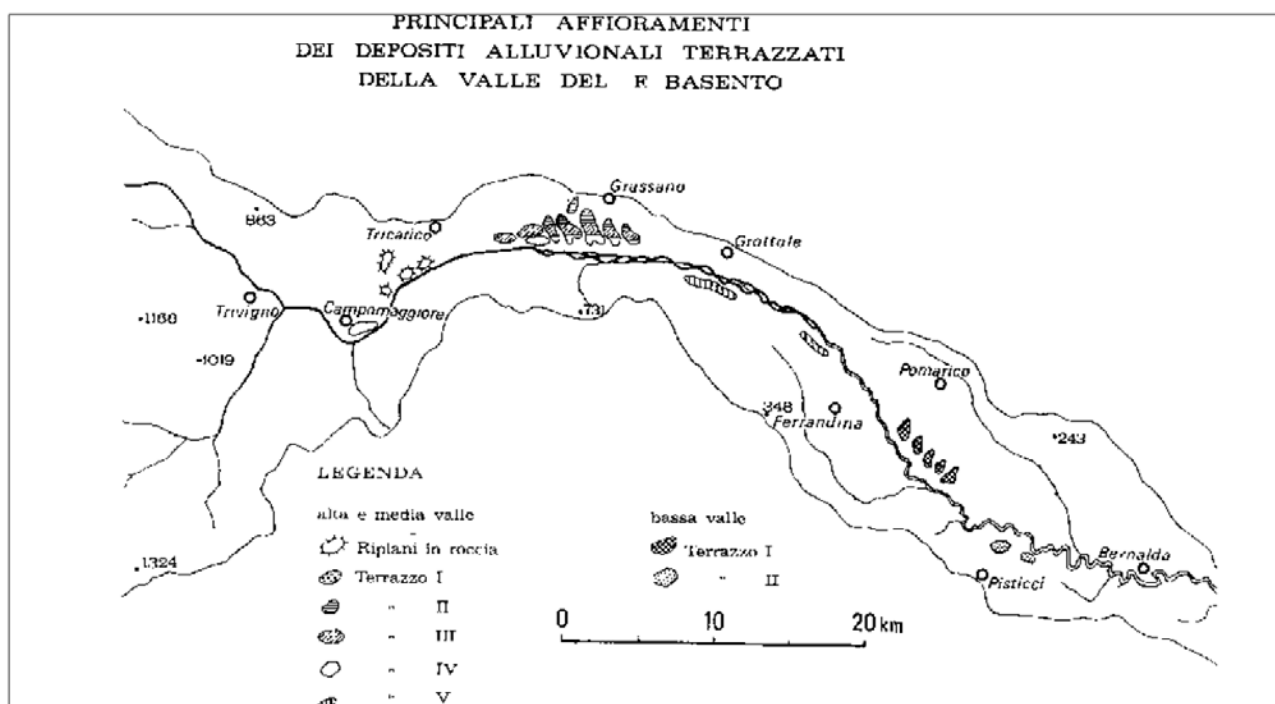 PRINCIPALI AFFIORAMENTI
DEI DEPOSITI ALLUVIONALI TERRAZZATI
DELLA VALLE DEL F BASENTO
Grassano
863
Tricarico
Grottole
Trivigno
Campomaggiore
731
1168
1019
Pomarico
348
Ferrandina
243
LEGENDA
alta e media valle
bassa valle
Ripiani in roccia
Terrazzo I
Terrazzo I
" II
" II
" III
" IV
" V
1324
Bernalda
Pisticci
0 10 20 km